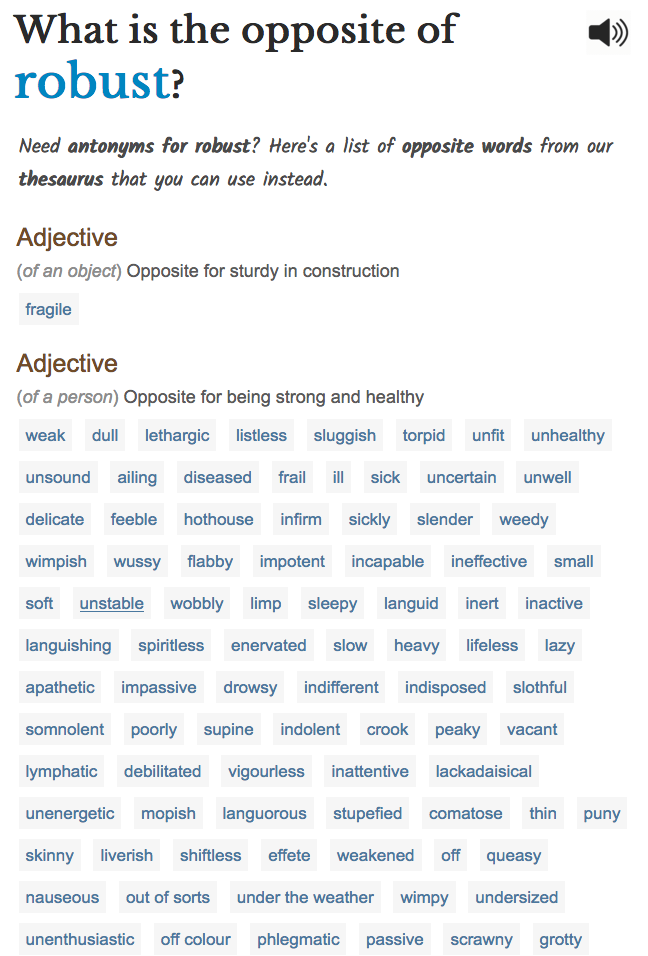 What is the opposite of
robust?
Need antonyms for robust? Here's a list of opposite words from our
thesaurus that you can use instead.
Adjective
(of an object) Opposite for sturdy in construction
fragile
Adjective
(of a person) Opposite for being strong and healthy
weak dull lethargic listless sluggish torpid unfit unhealthy
unsound ailing diseased frail ill sick uncertain unwell
delicate feeble hothouse infirm sickly slender weedy
wimpish wussy flabby impotent incapable ineffective small
soft unstable wobbly limp sleepy languid inert inactive
languishing spiritless enervated slow heavy lifeless lazy
apathetic impassive drowsy indifferent indisposed slothful
somnolent poorly supine indolent crook peaky vacant
lymphatic debilitated vigourless inattentive lackadaisical
unenergetic mopish languorous stupefied comatose thin puny
skinny liverish shiftless effete weakened off queasy
nauseous out of sorts under the weather wimpy undersized
unenthusiastic off colour phlegmatic passive scrawny grotty